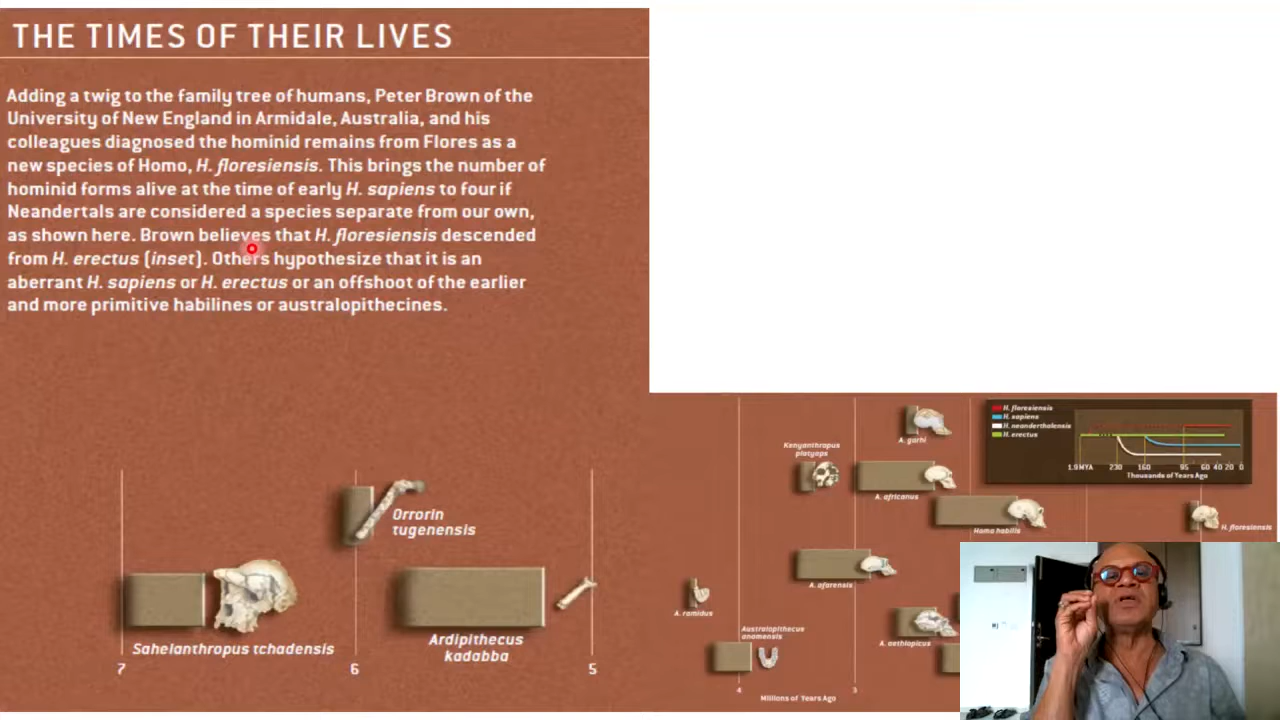 THE TIMES OF THEIR LIVES
Adding a twig to the family tree of humans, Peter Brown of the
University of New England in Armidale, Australia, and his
colleagues diagnosed the hominid remains from Flores as a
new species of Homo, H. floresiensis. This brings the number of
hominid forms alive at the time of early H. sapiens to four if
Neandertals are considered a species separate from our own,
as shown here. Brown believes that H. floresiensis descended
from H. erectus (inset). Others hypothesize that it is an
aberrant H. sapiens or H. erectus or an offshoot of the earlier
and more primitive habilines or australopithecines.
Orrorin
tugenensis
Sahelanthropus tchadensis
Ardipithecus
kadabba
7
6
5
H. floresiensis
H. sapiens
H. neanderthalensis
H. erectus
1.9MYA 230 160 95 60 40 20 0
Thousands of Years Ago
A. garhi
Kenyanthropus
platyops
A. africanus
Homo habilis
H. floresiensis
A. afarensis
A. ramidus
Australopithecus
anamensis
A. aethiopicus
4
3
Millions of Years Ago